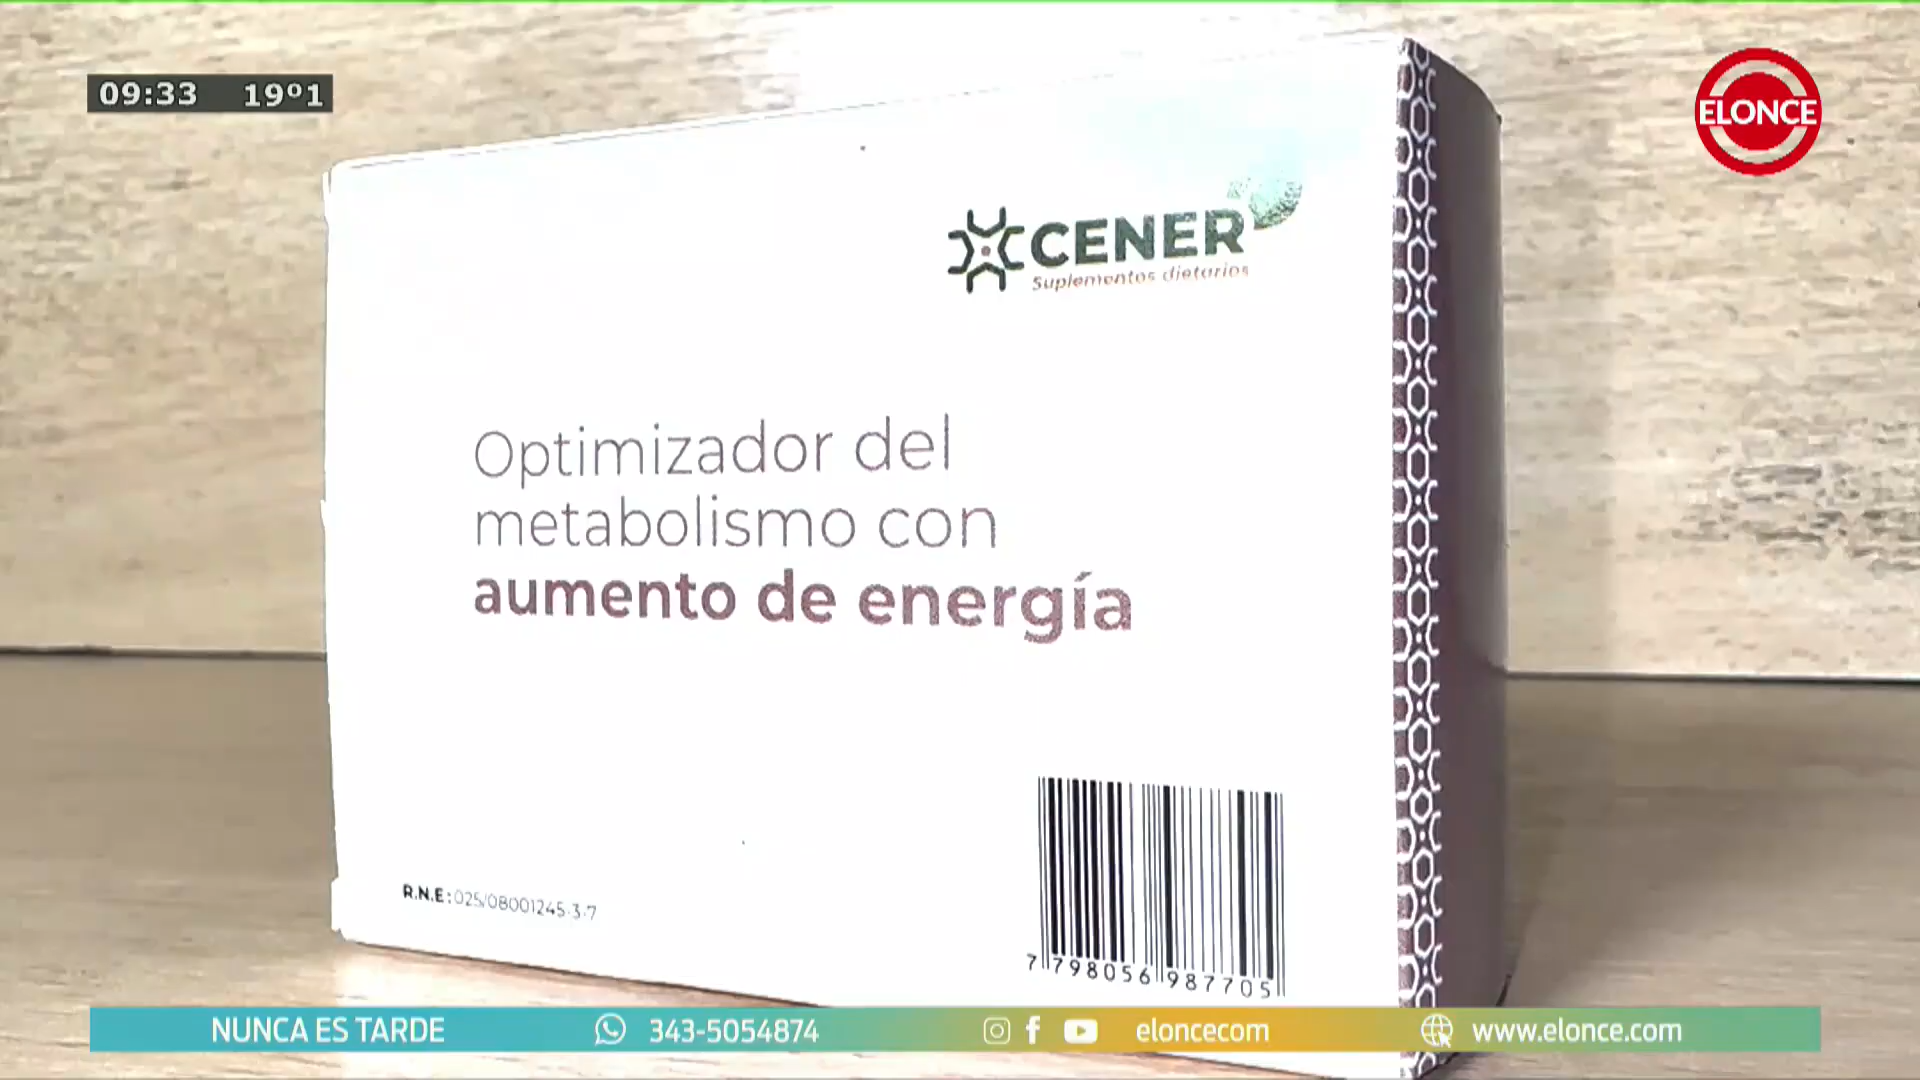 09:33 19º1
ELONCE
CENER
Suplementos dietarios
Optimizador del
metabolismo con
aumento de energía
R.N.E: 025/08001245-3-7
7 798056 987705
NUNCA ES TARDE 343-5054874 eloncecom www.elonce.com